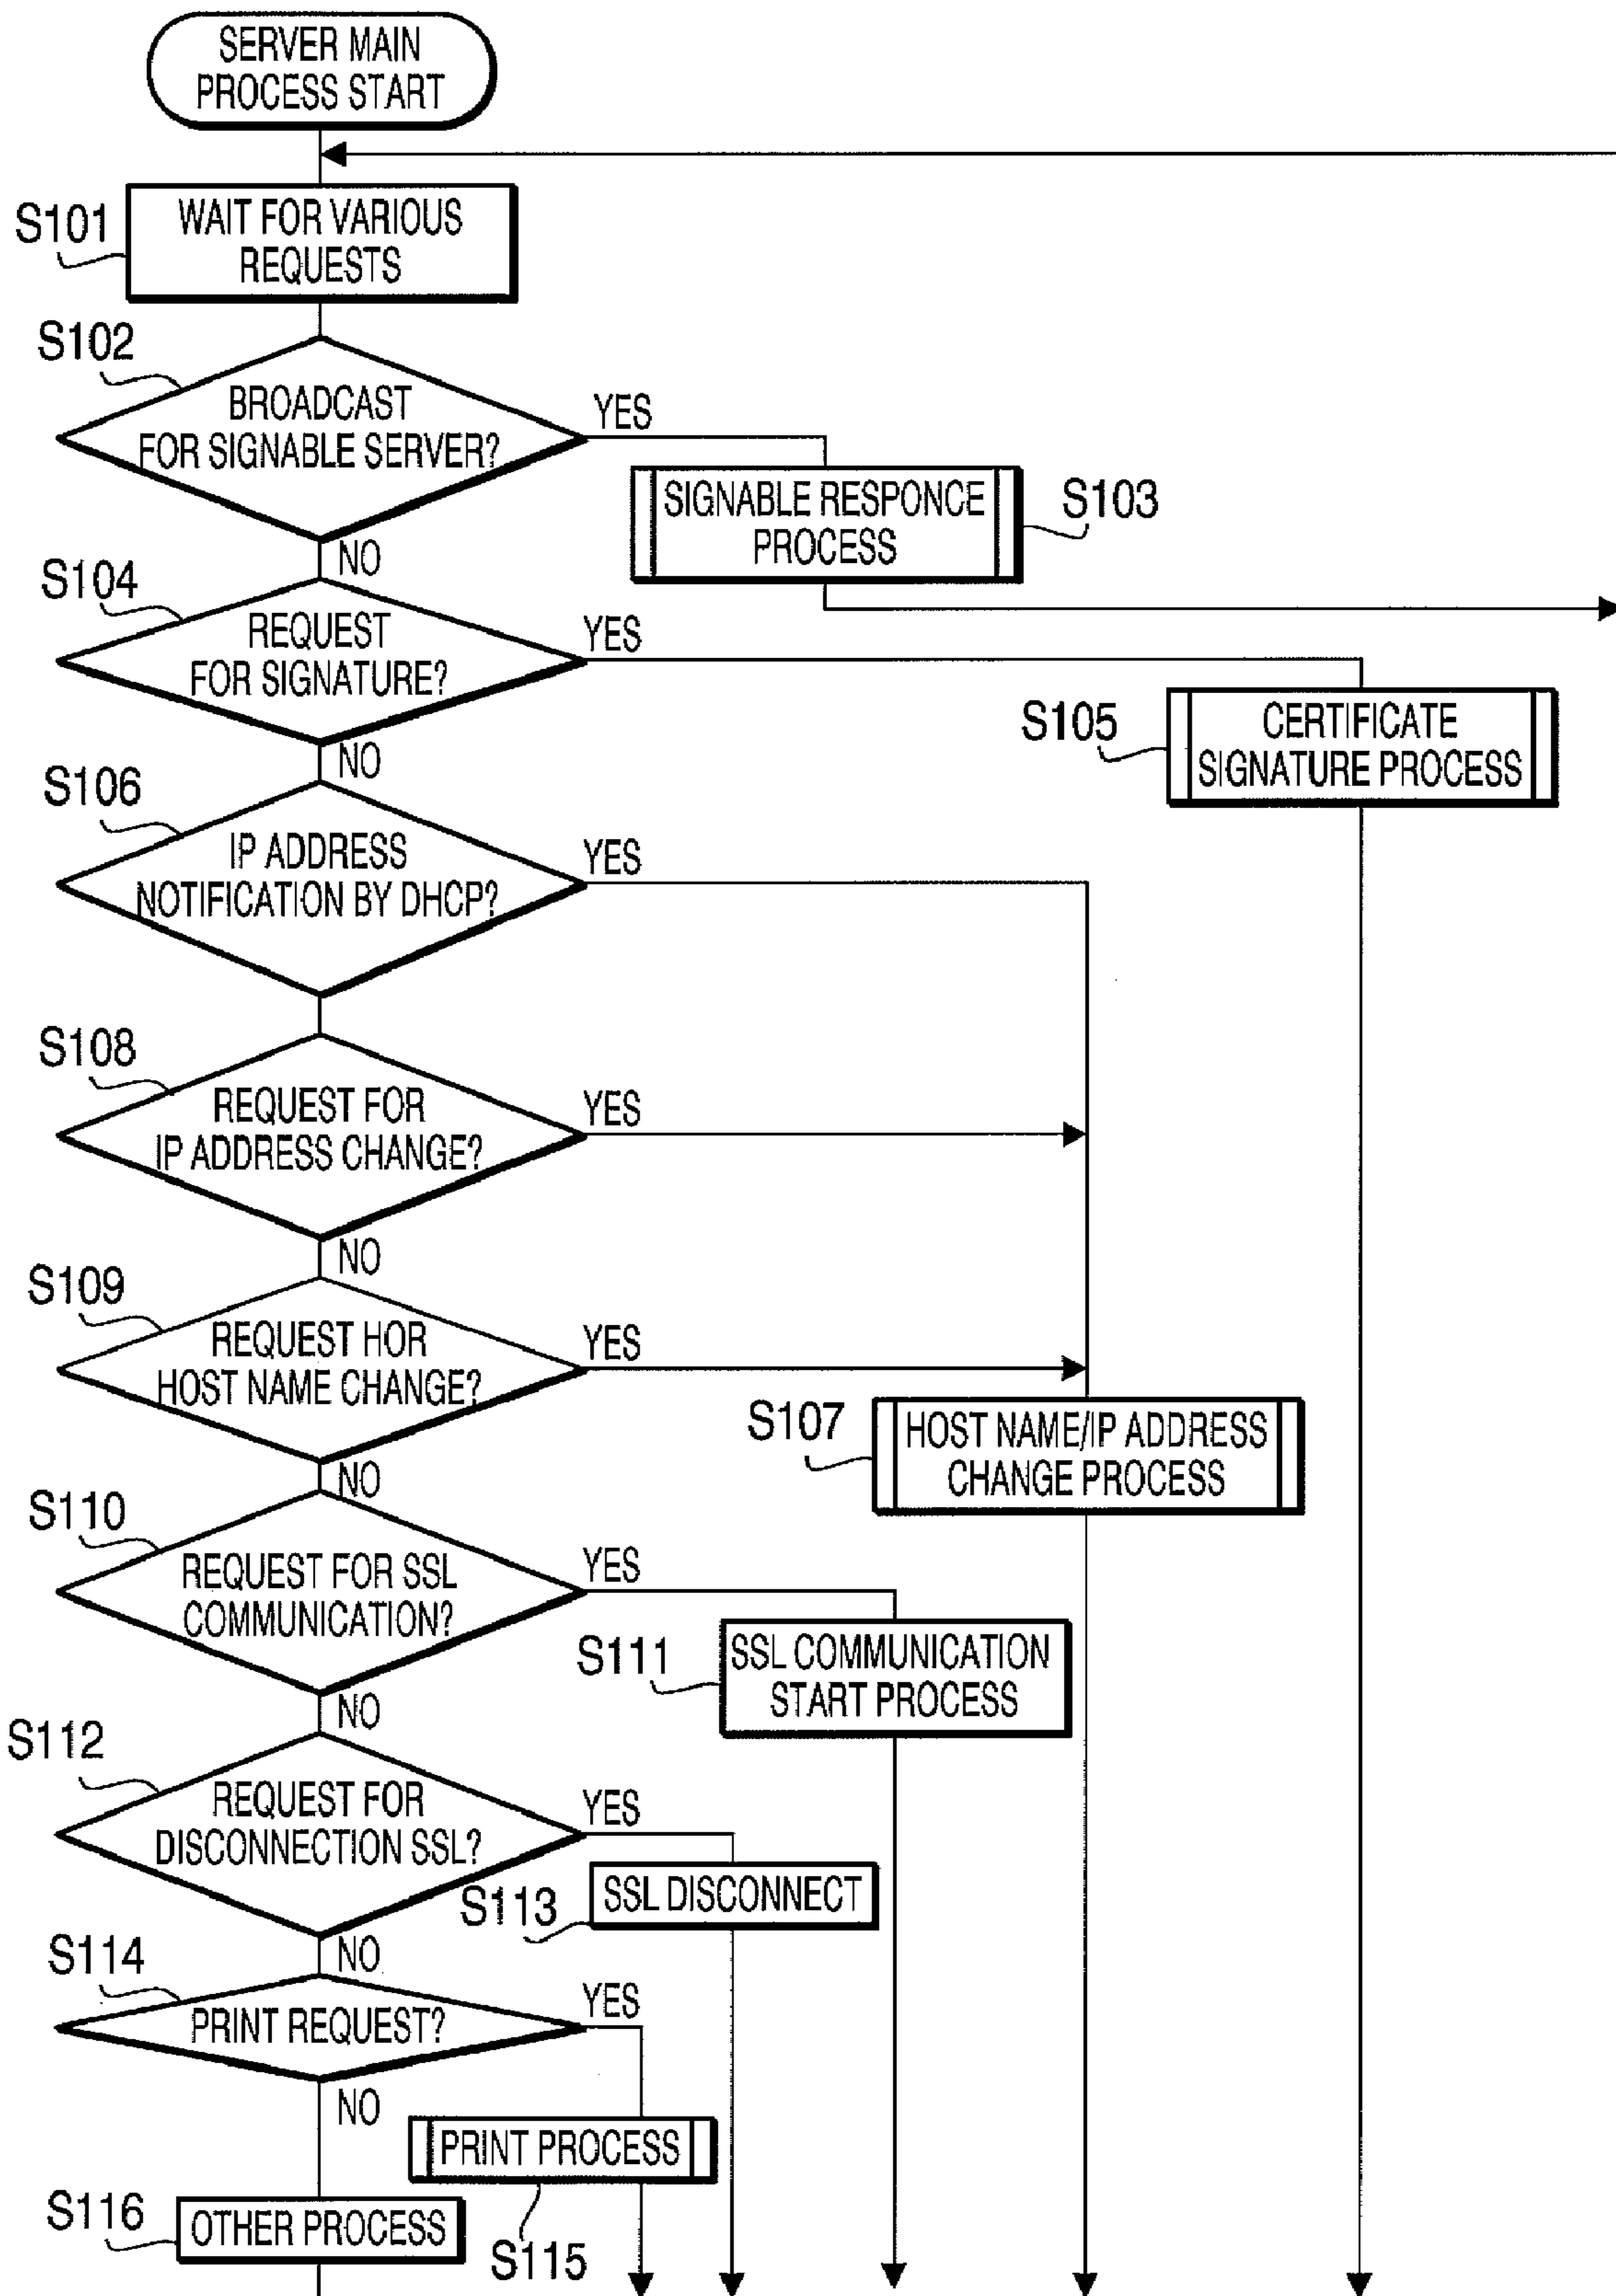 SERVER MAIN
PROCESS START
S101
WAIT FOR VARIOUS
REQUESTS
S102
BROADCAST
FOR SIGNABLE SERVER?
YES
SIGNABLE RESPONCE
PROCESS
S103
NO
S104
REQUEST
FOR SIGNATURE?
YES
S105
CERTIFICATE
SIGNATURE PROCESS
NO
S106
IP ADDRESS
NOTIFICATION BY DHCP?
YES
S108
REQUEST FOR
IP ADDRESS CHANGE?
YES
NO
S109
REQUEST HOR
HOST NAME CHANGE?
YES
S107
HOST NAME/IP ADDRESS
CHANGE PROCESS
NO
S110
REQUEST FOR SSL
COMMUNICATION?
YES
S111
SSL COMMUNICATION
START PROCESS
NO
S112
REQUEST FOR
DISCONNECTION SSL?
YES
S113
SSL DISCONNECT
NO
S114
PRINT REQUEST?
YES
NO
PRINT PROCESS
S115
S116
OTHER PROCESS